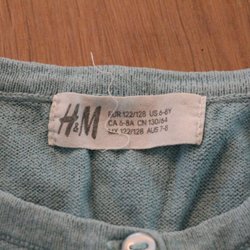 H&M
EUR 122/128 US 6-8Y
CA 6-8A CN 130/64
MX 122/128 AUS 7-8